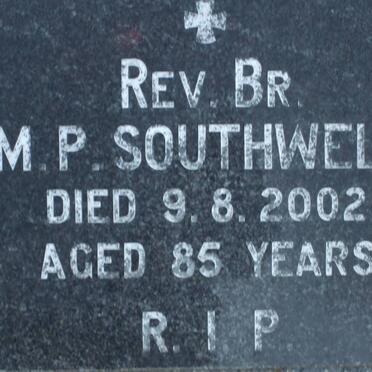 REV. BR.
M.P. SOUTHWEL
DIED 9.8.2002
AGED 85 YEARS
R.I.P.